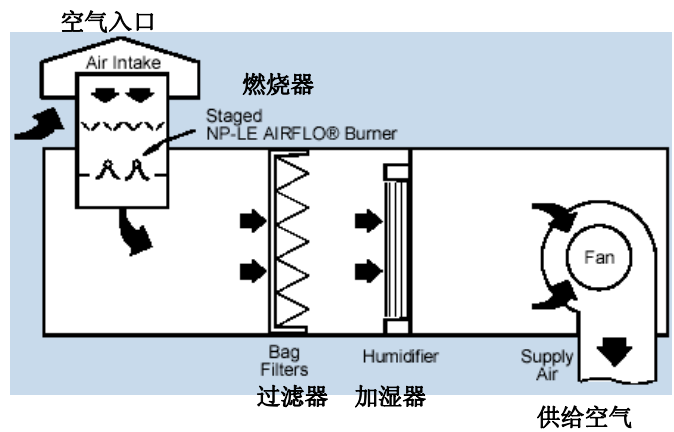 空气入口
Air Intake
燃烧器
Staged
NP-LE AIRFLO® Burner
Fan
Bag
Filters
Humidifier
Supply
Air
过滤器
加湿器
供给空气